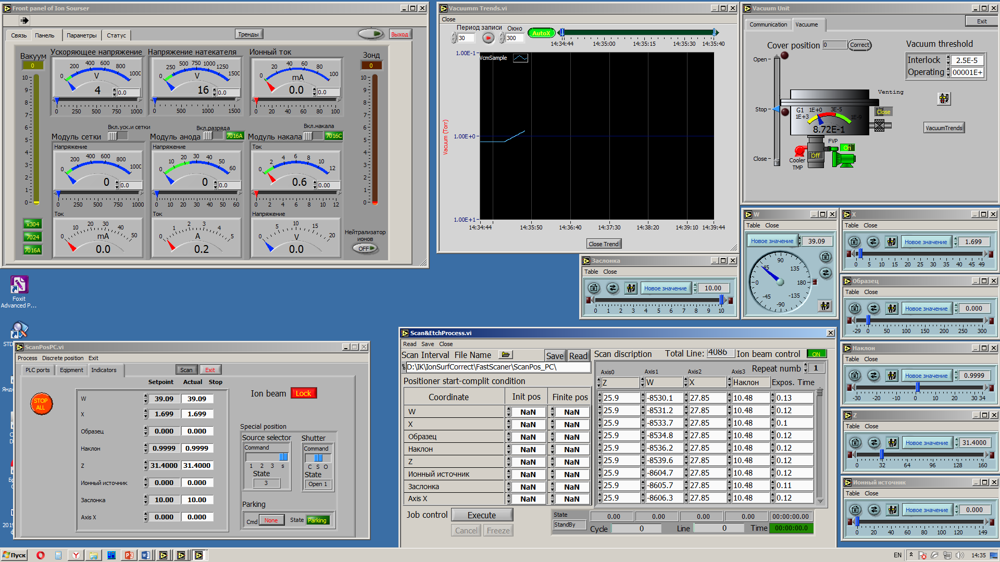 Front panel of Ion Sourser
Связь Панель Параметры Статус Тренды Выход
Вакуум Ускоряющее напряжение Напряжение натекателя Ионный ток Зонд
0 0
0 200 400 600 800 1000 V 4 0.0
0 250 500 750 1000 1250 1500 V 16 0.0
0 20 40 60 80 100 mA 0.0 0.0
0 250 500 750 1000
0 500 1000 1500
0 20 40 60 80 100
10 9 8 7 6 5 4 3 2 1 0
10 9 8 7 6 5 4 3 2 1 0
Вкл.уск.и сетки Вкл.разряда Вкл.накала
Модуль сетки Модуль анода 7016A Модуль накала 7016C
Напряжение Напряжение Ток
0 200 400 600 800 1000 0 0.0
0 10 20 30 40 50 60 0 0.0
0 2 4 6 8 10 12 0.6 0.00
0 250 500 750 1000
0 10 20 30 40 50 60
0 2 4 6 8 10 12
Ток Ток Напряжение
0 10 20 30 40 50 mA 0.0
0 1 2 3 4 5 A 0.2
0 5 10 15 20 V 0.0
x304
7024
7016A
Нейтрализатор
ионов
OFF
Vacuumm Trends.vi
Close
Период записи Окно
30 300 AutoX
14:34:44 14:35:00 14:35:15 14:35:30 14:35:40
1.00E-1
VcmSample
Vacuum (Torr)
1.00E+0
1.00E+1
14:34:44 14:35:50 14:36:40 14:37:30 14:38:20 14:39:10 14:39:44
Close Trend
Vacuum Unit
Communication Vacuume Exit
Cover position 0 Correct
Vacuum threshold
Interlock 2.5E-5
Operating 00001E+
Open
Stop
Close
Venting
G1 1E+0 3E-5
1E+3 1E-9
Close
8.72E-1
VacuumTrends
FVP
On
Off
Cooler
TMP
Заслонка
Table Close
Новое значение 10.00
0 1 2 3 4 5 6 7 8 9 10
W
Table Close
Новое значение 39.09
-135 -90 -45 0 45 90 135 180
X
Table Close
Новое значение 1.699
0 5 10 15 20 25 30 35 40 45 49
Образец
Table Close
Новое значение 0.000
-29 0 50 100 150 200 250 300
Наклон
Table Close
Новое значение 0.9999
-30 -20 -10 0 10 20 30 34
Z
Table Close
Новое значение 31.4000
0 32 64 96 128 160
Ионный источник
Table Close
Новое значение 0.000
0 20 40 60 80 100 120 149
Foxit
Advanced P...
ScanPosPC.vi
Process Discrete position Exit
PLC ports Eqipment Indicators Scan Exit
Setpoint Actual Stop
STOP
ALL
W 39.09 39.09
X 1.699 1.699
Образец 0.000 0.000
Наклон 0.9999 0.9999
Z 31.4000 31.4000
Ионный источник 0.000 0.000
Заслонка 10.00 10.00
Axis X 0.000 0.000
Ion beam Lock
Special position
Source selector Shutter
Command Command
1 2 3 s C S O
State State
3 Open 1
Parking
Cmd None State Parking
Scan&EtchProcess.vi
Read Save Close
Scan Interval File Name Save Read
D:\IK\IonSurfCorrect\FastScaner\ScanPos_PC\
Positioner start-complit condition
Coordinate Init pos Finite pos
W NaN NaN
X NaN NaN
Образец NaN NaN
Наклон NaN NaN
Z NaN NaN
Ионный источник NaN NaN
Заслонка NaN NaN
Axis X NaN NaN
Job control Execute
Cancel Freeze
Scan discription Total Line: 4086 Ion beam control ON
Repeat numb 1
Axis0 Axis1 Axis2 Axis3
Z W X Наклон Expos. Time
25.9 -8530.1 27.85 10.48 0.13
25.9 -8531.2 27.85 10.48 0.12
25.9 -8533.7 27.85 10.48 0.1
25.9 -8534.8 27.85 10.48 0.12
25.9 -8536.2 27.85 10.48 0.12
25.9 -8539.6 27.85 10.48 0.12
25.9 -8604.7 27.85 10.48 0.12
25.9 -8605.7 27.85 10.48 0.11
25.9 -8606.3 27.85 10.48 0.12
State 0.00 0.00 0.00 0.00 00:00:00.00
StandBy Cycle 0 Line 0 Time 00:00:00.0
Пуск EN 14:35